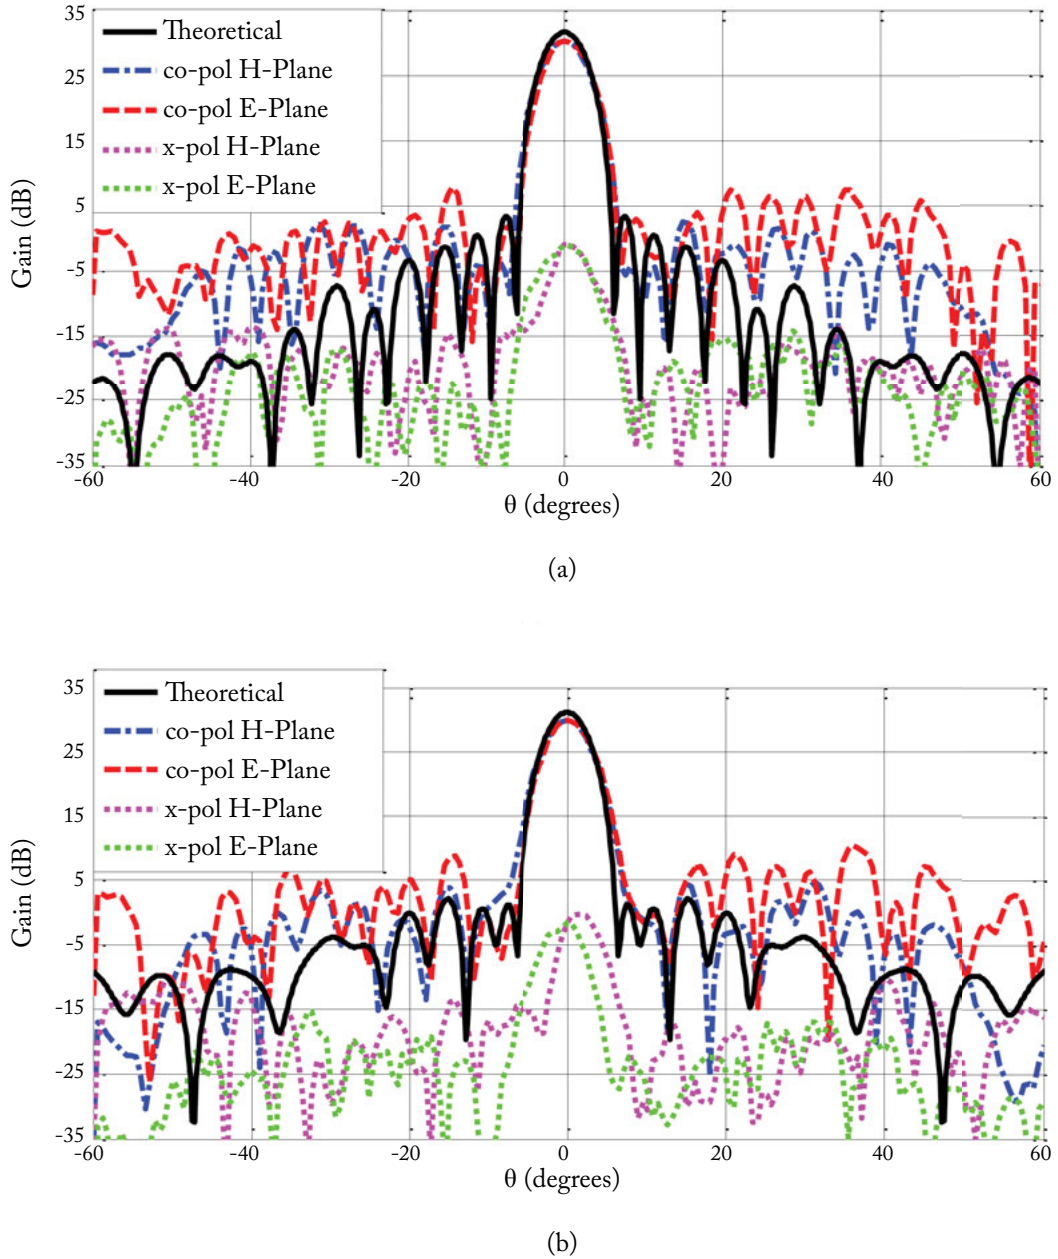 35
25
15
5
-5
-15
-25
-35
Gain (dB)
Theoretical
co-pol H-Plane
co-pol E-Plane
x-pol H-Plane
x-pol E-Plane
-60
-40
-20
0
20
40
60
θ (degrees)
(a)
35
25
15
5
-5
-15
-25
-35
Gain (dB)
Theoretical
co-pol H-Plane
co-pol E-Plane
x-pol H-Plane
x-pol E-Plane
-60
-40
-20
0
20
40
60
θ (degrees)
(b)